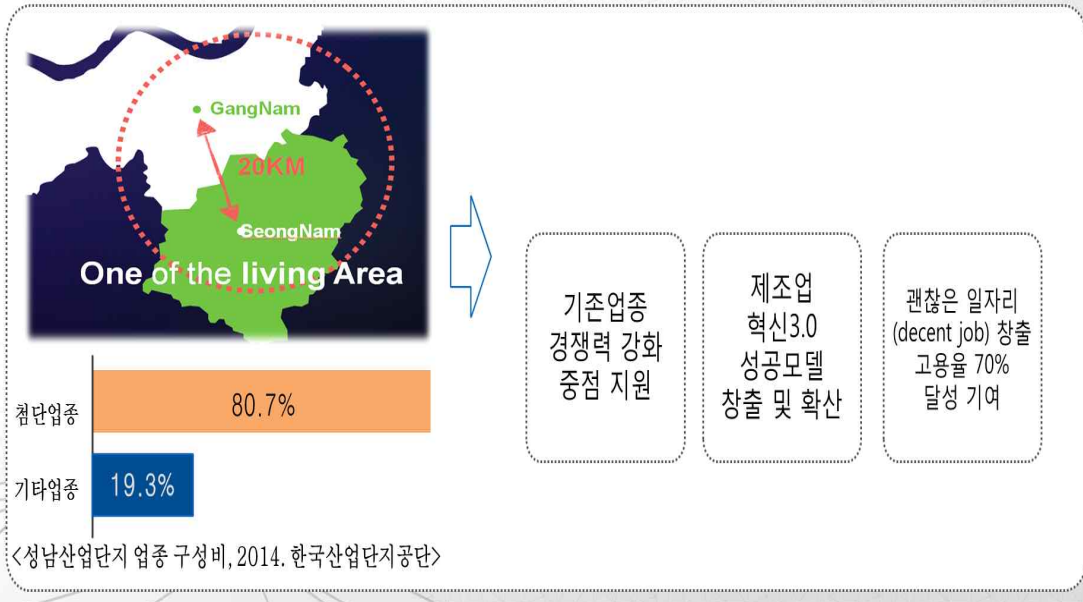 GangNam
20KM
SeongNam
One of the living Area
첨단업종
80.7%
기타업종
19.3%
<성남산업단지 업종 구성비, 2014. 한국산업단지공단>
기존업종
경쟁력 강화
중점 지원
제조업
혁신3.0
성공모델
창출 및 확산
괜찮은 일자리
(decent job) 창출
고용율 70%
달성 기여